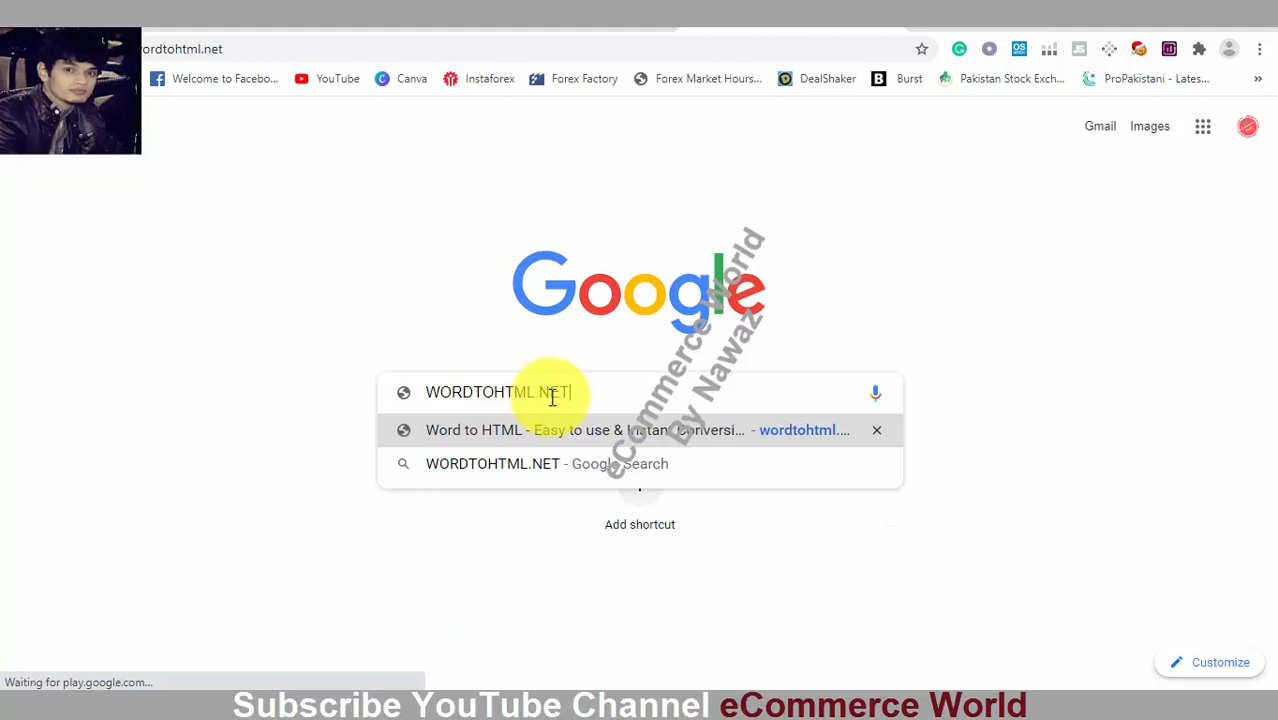 ordtohtml.net
Welcome to Facebo...
YouTube
Canva
Instaforex
Forex Factory
Forex Market Hours...
DealShaker
B Burst
Pakistan Stock Exch...
ProPakistani - Lates...
»
Gmail
Images
Google
WORDTOHTML.NET
Word to HTML - Easy to use & Instant Conversi... - wordtohtml....
WORDTOHTML.NET - Google Search
Add shortcut
eCommerce World
By Nawaz
Customize
Waiting for play.google.com...
Subscribe YouTube Channel eCommerce World